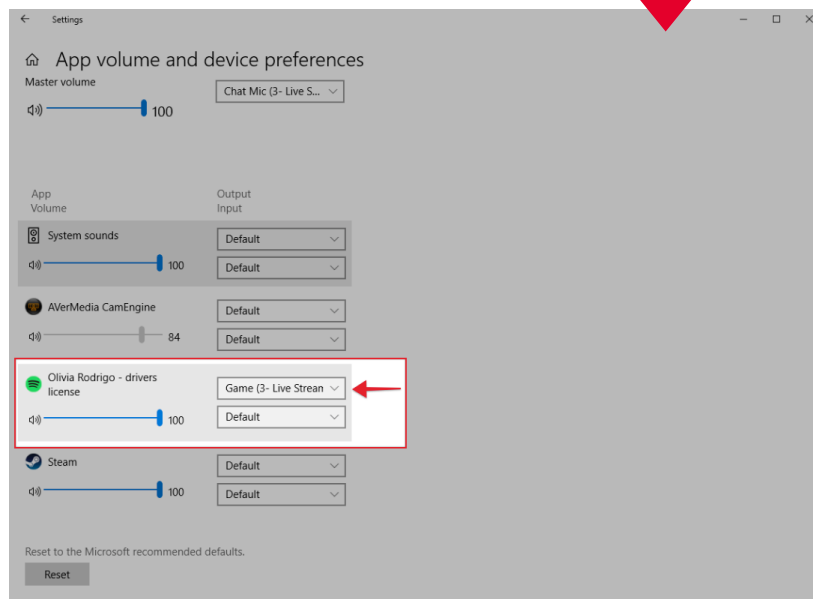 Settings
App volume and device preferences
Master volume
Chat Mic (3- Live S...
100
App
Volume
Output
Input
System sounds
Default
100
Default
AVerMedia CamEngine
Default
84
Default
Olivia Rodrigo - drivers
license
Game (3- Live Strean
100
Default
Steam
Default
100
Default
Reset to the Microsoft recommended defaults.
Reset